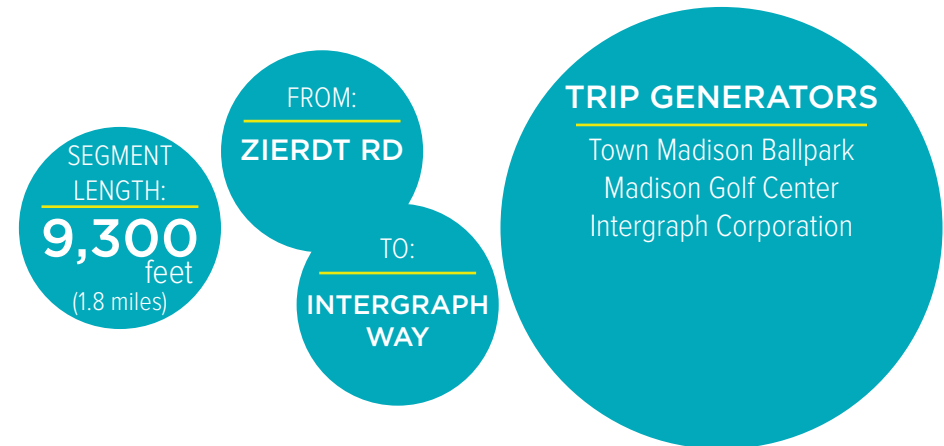 SEGMENT
LENGTH:
9,300
feet
(1.8 miles)
FROM:
ZIERDT RD
TO:
INTERGRAPH
WAY
TRIP GENERATORS
Town Madison Ballpark
Madison Golf Center
Intergraph Corporation